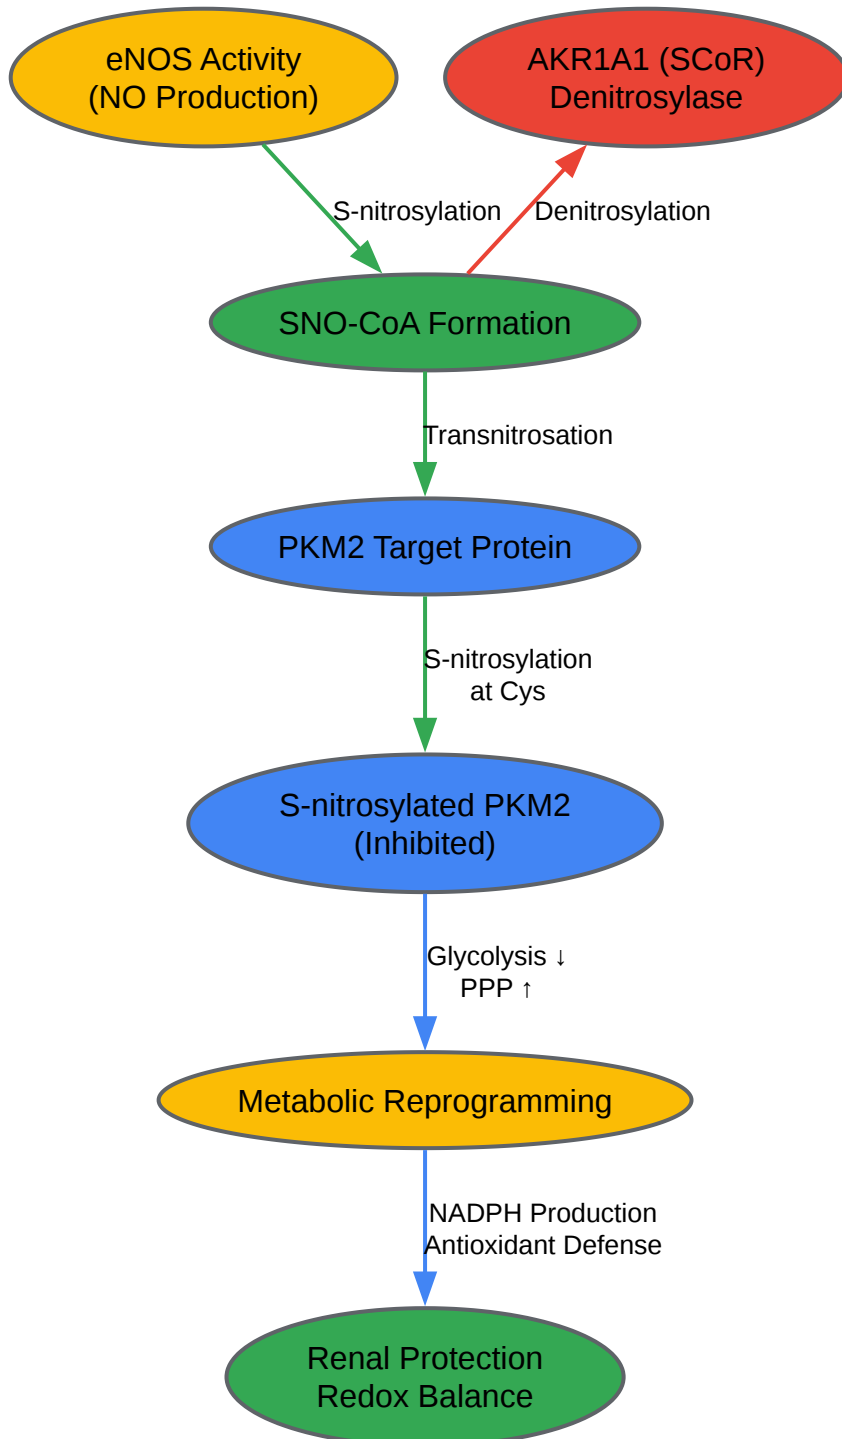 eNOS Activity
(NO Production)
AKR1A1 (SCoR)
Denitrosylase
S-nitrosylation
Denitrosylation
SNO-CoA Formation
Transnitrosation
PKM2 Target Protein
S-nitrosylation
at Cys
S-nitrosylated PKM2
(Inhibited)
Glycolysis ↓
PPP ↑
Metabolic Reprogramming
NADPH Production
Antioxidant Defense
Renal Protection
Redox Balance